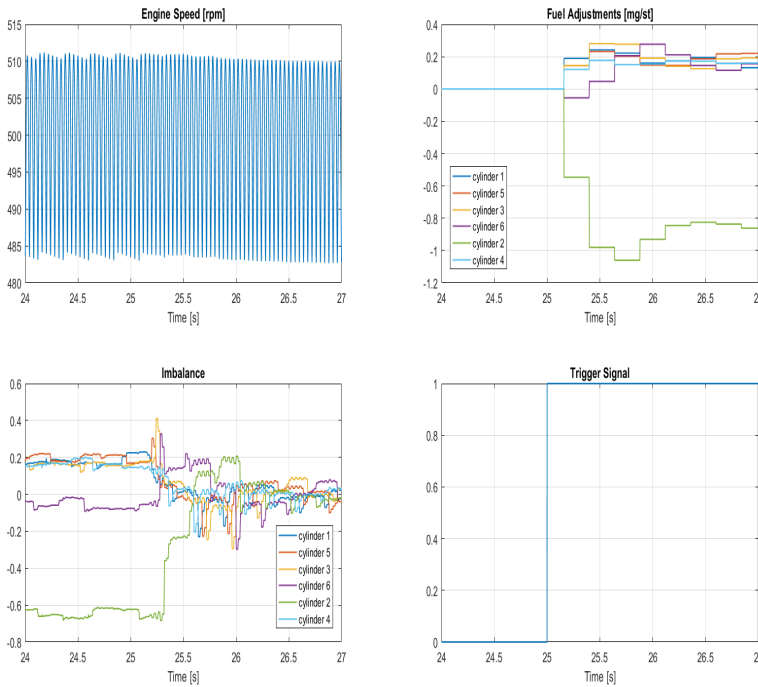 Engine Speed [rpm]
515
510
505
500
495
490
485
480
24 24.5 25 25.5 26 26.5 27
Time [s]
Fuel Adjustments [mg/st]
0.4
0.2
0
-0.2
-0.4
-0.6
-0.8
-1
-1.2
cylinder 1
cylinder 5
cylinder 3
cylinder 6
cylinder 2
cylinder 4
24 24.5 25 25.5 26 26.5
Time [s]
Imbalance
0.6
0.4
0.2
0
-0.2
-0.4
-0.6
-0.8
cylinder 1
cylinder 5
cylinder 3
cylinder 6
cylinder 2
cylinder 4
24 24.5 25 25.5 26 26.5 27
Time [s]
Trigger Signal
1
0.8
0.6
0.4
0.2
0
24 24.5 25 25.5 26 26.5
Time [s]